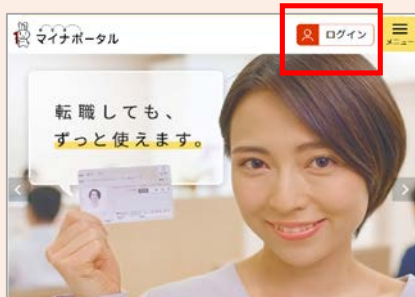 マイナポータル
ログイン
メニュー
転職しても、
ずっと使えます。